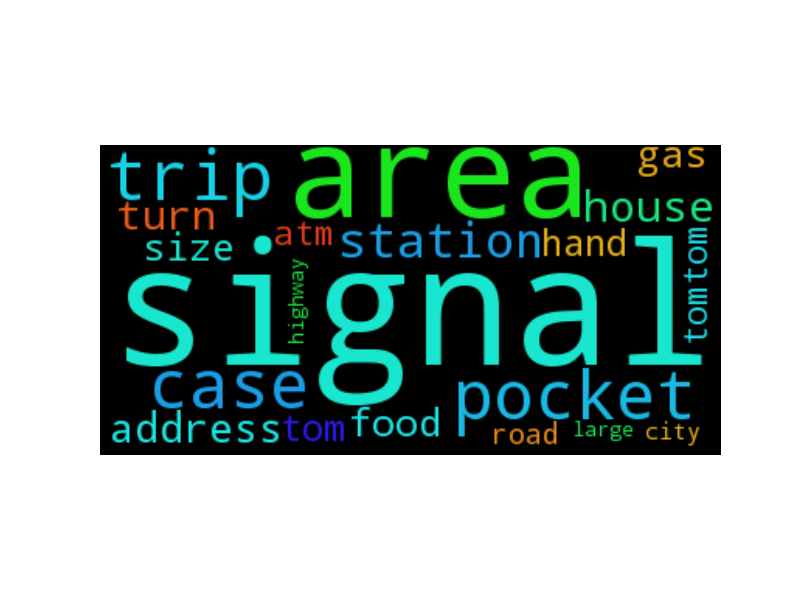 trip area gas
turn house
size atm station hand
signal
highway tomtom
case pocket
address tom food road large city